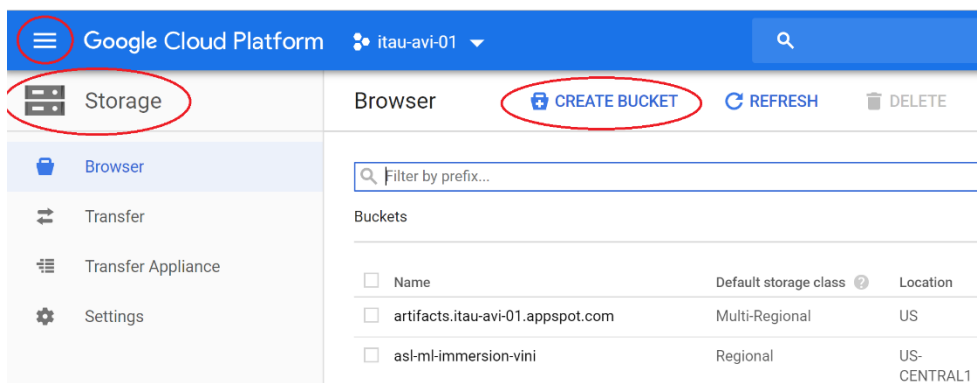 Google Cloud Platform itau-avi-01
Storage Browser CREATE BUCKET REFRESH DELETE
Browser
Transfer
Transfer Appliance
Settings
Filter by prefix...
Buckets
Name Default storage class Location
artifacts.itau-avi-01.appspot.com Multi-Regional US
asl-ml-immersion-vini Regional US-
CENTRAL1